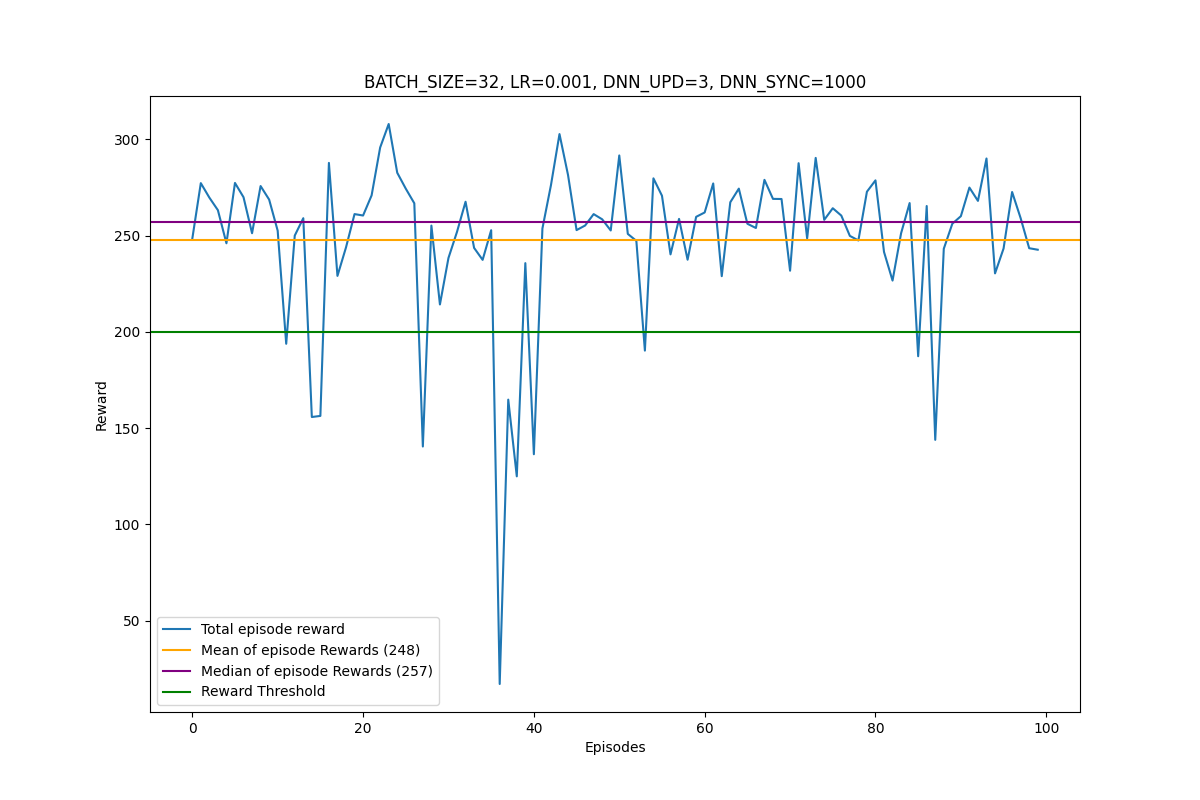 BATCH_SIZE=32, LR=0.001, DNN_UPD=3, DNN_SYNC=1000
300
250
200
150
100
50
Reward
Total episode reward
Mean of episode Rewards (248)
Median of episode Rewards (257)
Reward Threshold
0 20 40 60 80 100
Episodes